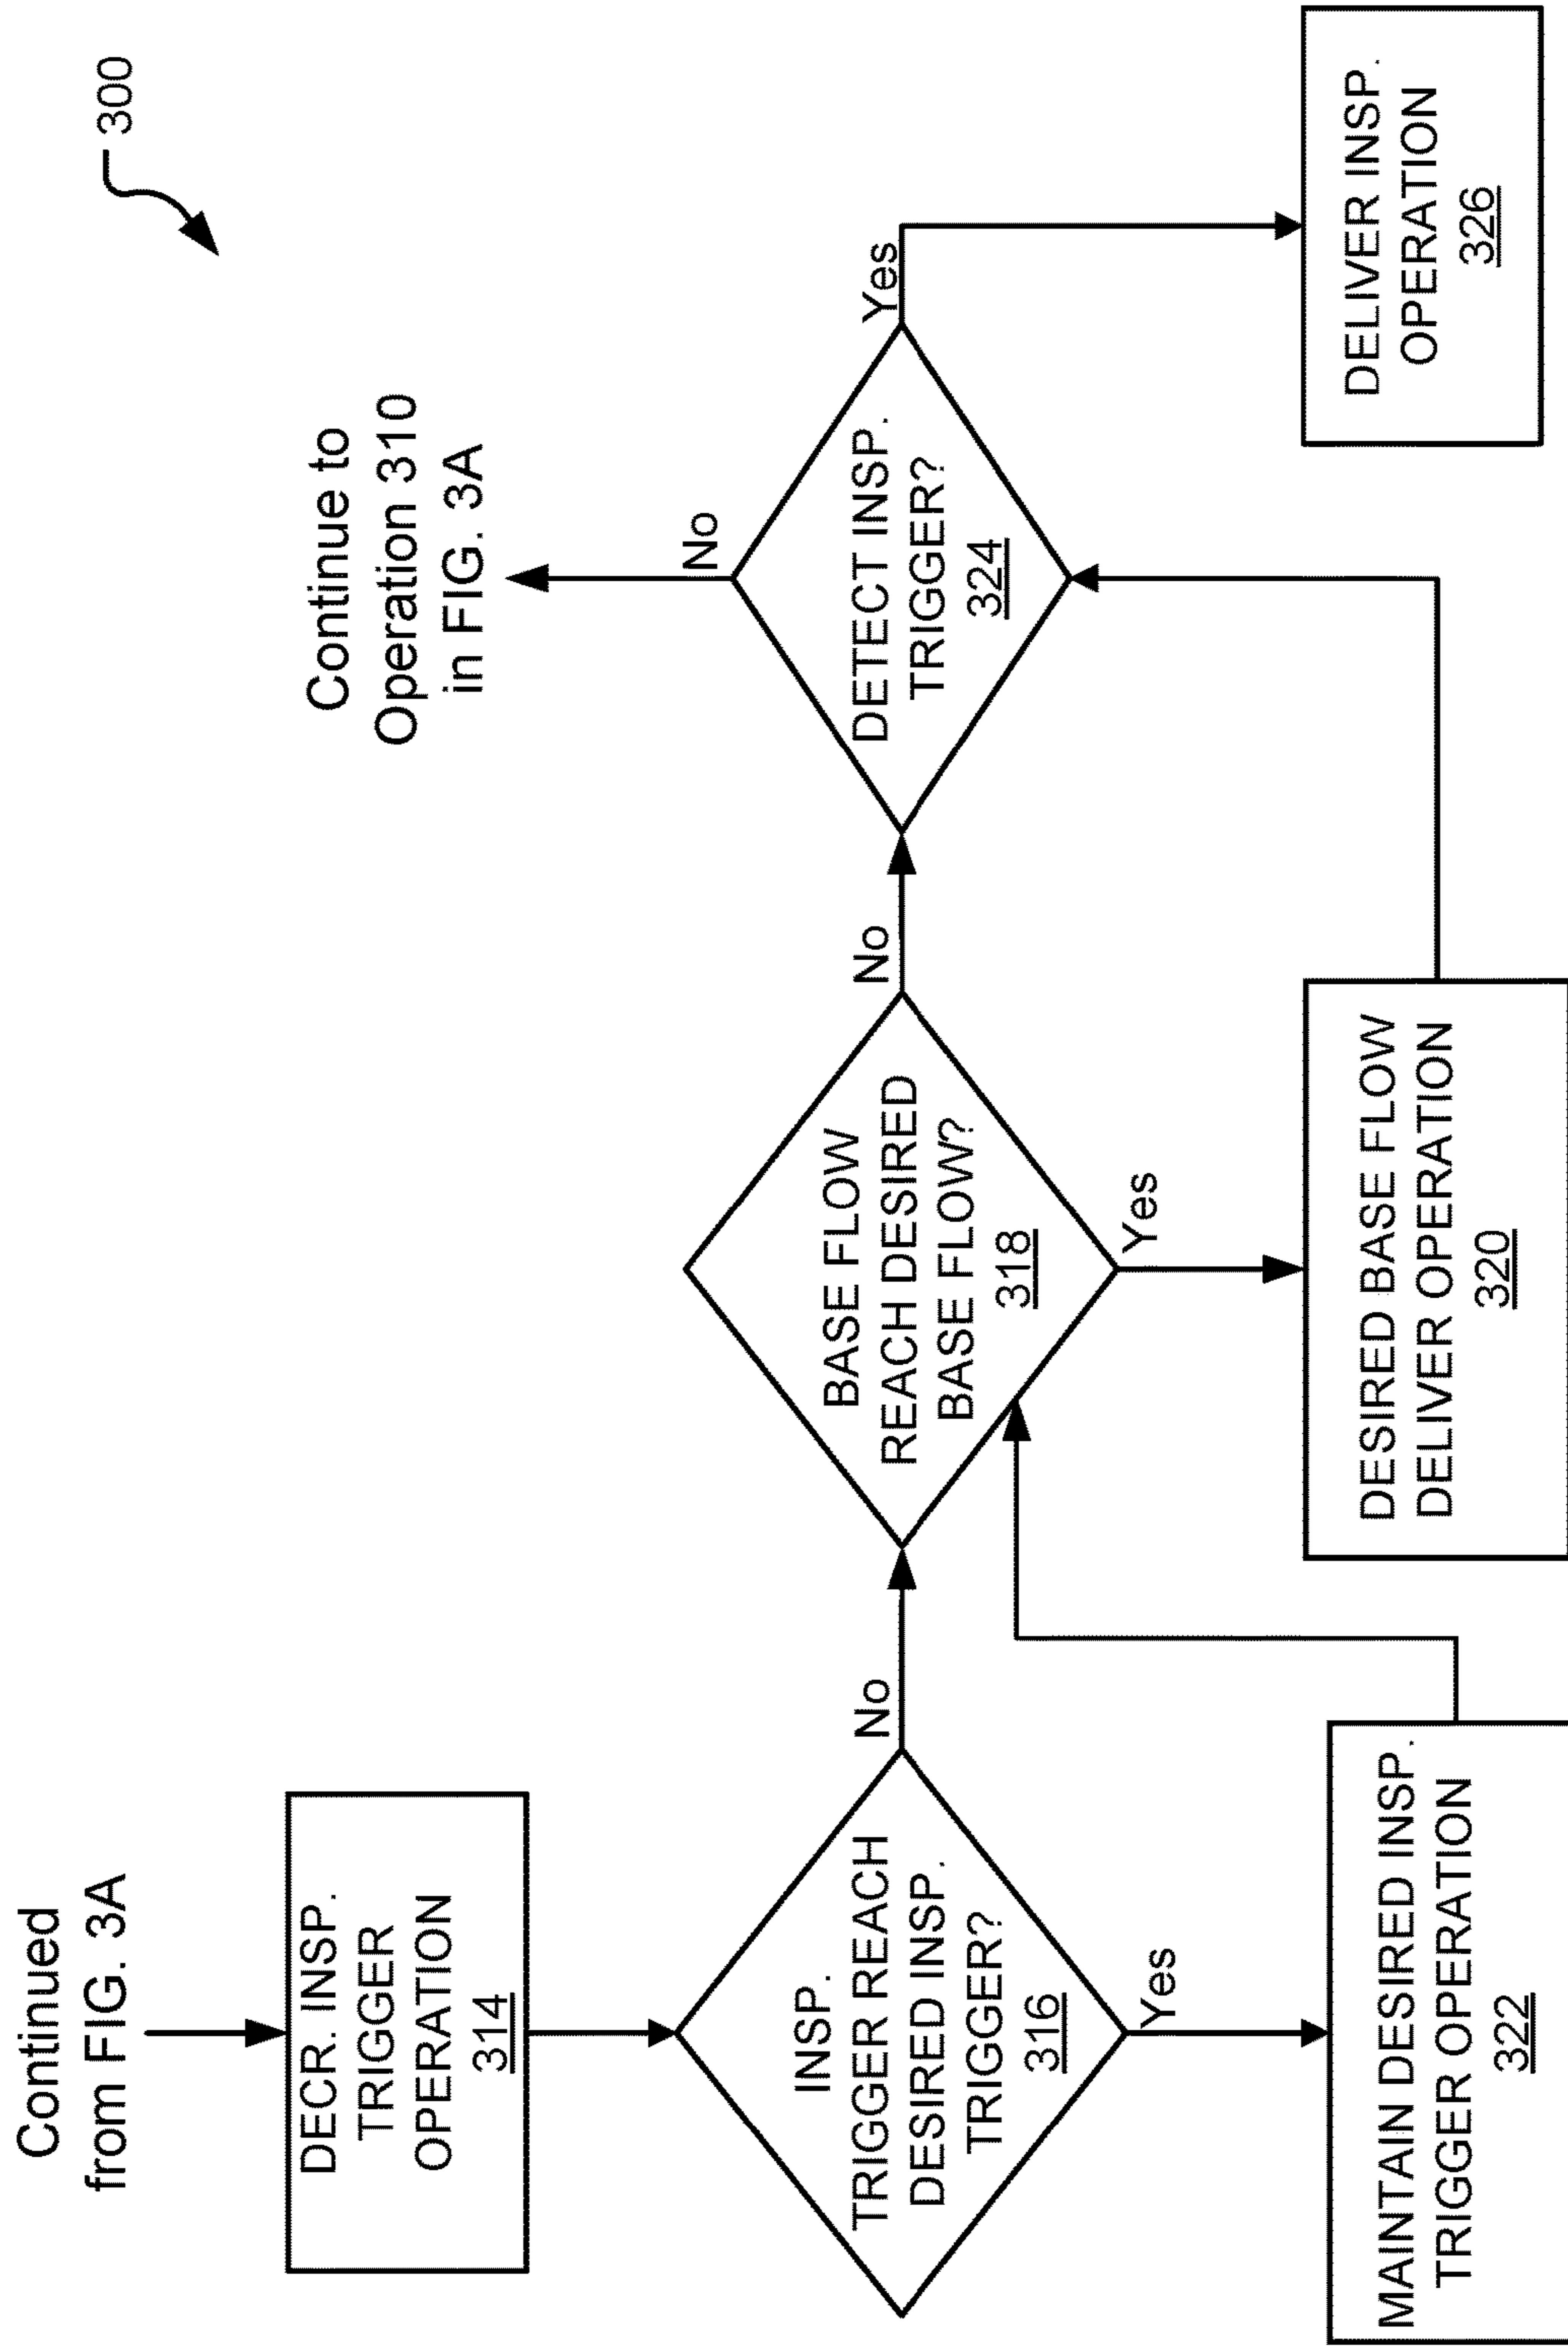 300
Continued
from FIG. 3A
DECR. INSP.
TRIGGER
OPERATION
314
INSP.
TRIGGER REACH
DESIRED INSP.
TRIGGER?
316
No
Yes
MAINTAIN DESIRED INSP.
TRIGGER OPERATION
322
BASE FLOW
REACH DESIRED
BASE FLOW?
318
No
Yes
DESIRED BASE FLOW
DELIVER OPERATION
320
Continue to
Operation 310
in FIG. 3A
No
DETECT INSP.
TRIGGER?
324
Yes
DELIVER INSP.
OPERATION
326